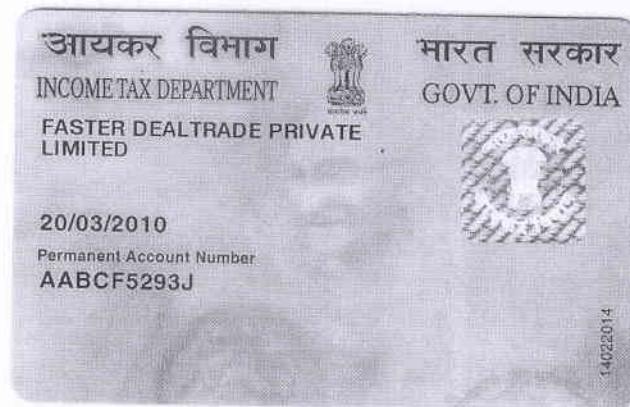 आयकर विभाग
INCOME TAX DEPARTMENT
भारत सरकार
GOVT. OF INDIA
FASTER DEALTRADE PRIVATE
LIMITED
20/03/2010
Permanent Account Number
AABCF5293J
14022014